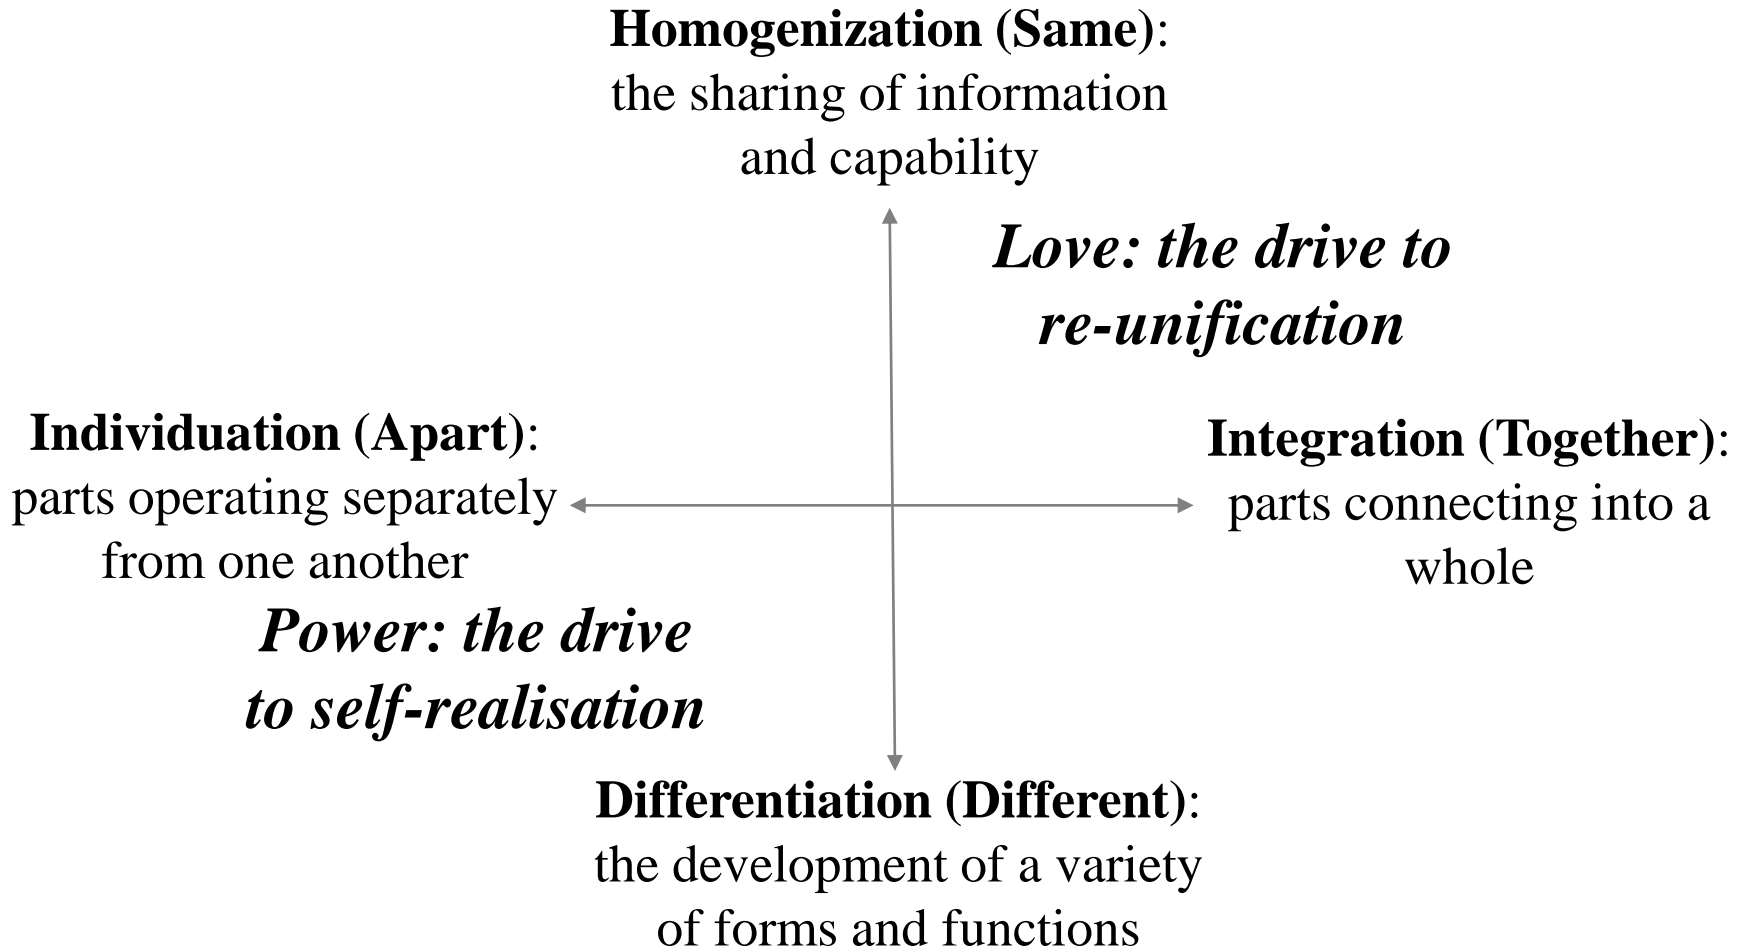 Homogenization (Same):
the sharing of information
and capability
Love: the drive to
re-unification
Individuation (Apart):
parts operating separately
from one another
Integration (Together):
parts connecting into a
whole
Power: the drive
to self-realisation
Differentiation (Different):
the development of a variety
of forms and functions